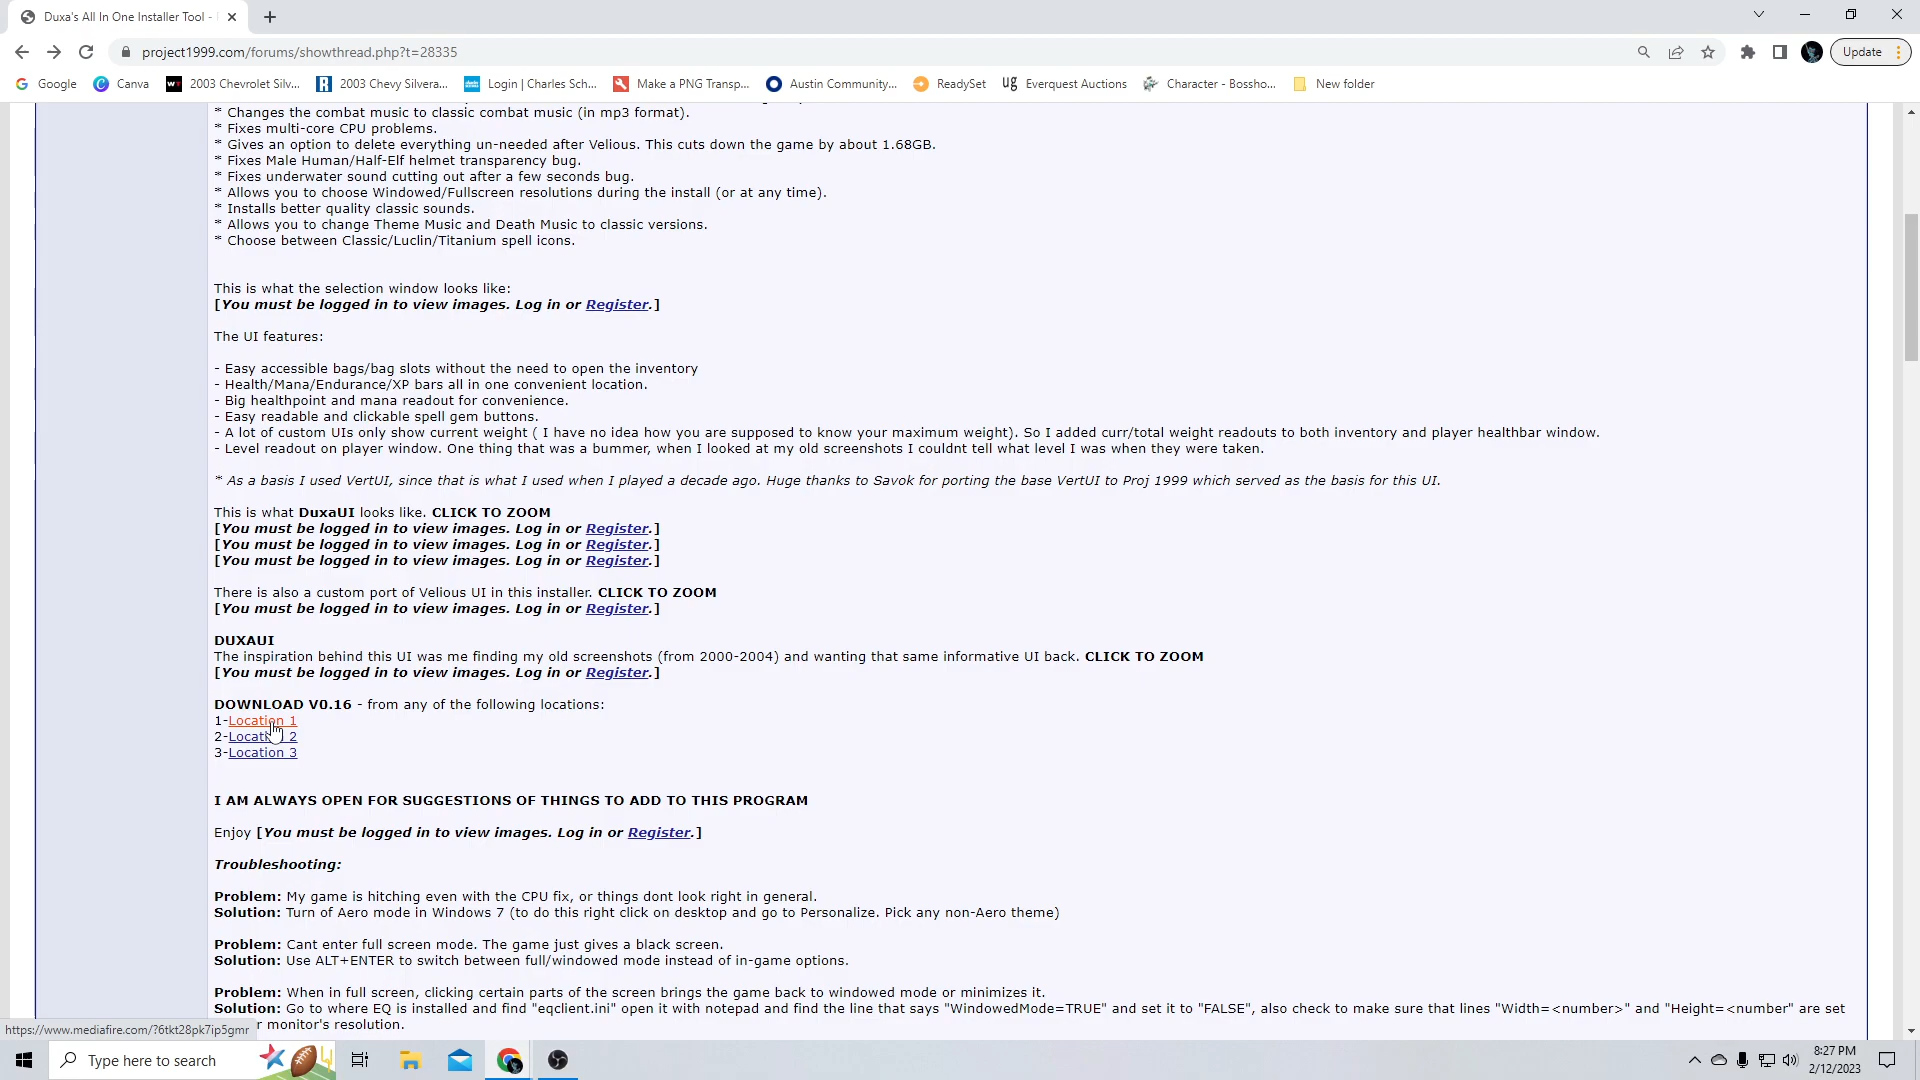 Duxa's All In One Installer Tool -
project1999.com/forums/showthread.php?t=28335
Update
Google
Canva
2003 Chevrolet Silv...
2003 Chevy Silvera...
Login | Charles Sch...
Make a PNG Transp...
Austin Community...
ReadySet
Everquest Auctions
Character - Bossho...
New folder
* Changes the combat music to classic combat music (in mp3 format).
* Fixes multi-core CPU problems.
* Gives an option to delete everything un-needed after Velious. This cuts down the game by about 1.68GB.
* Fixes Male Human/Half-Elf helmet transparency bug.
* Fixes underwater sound cutting out after a few seconds bug.
* Allows you to choose Windowed/Fullscreen resolutions during the install (or at any time).
* Installs better quality classic sounds.
* Allows you to change Theme Music and Death Music to classic versions.
* Choose between Classic/Luclin/Titanium spell icons.
This is what the selection window looks like:
[You must be logged in to view images. Log in or Register.]
The UI features:
- Easy accessible bags/bag slots without the need to open the inventory
- Health/Mana/Endurance/XP bars all in one convenient location.
- Big healthpoint and mana readout for convenience.
- Easy readable and clickable spell gem buttons.
- A lot of custom UIs only show current weight ( I have no idea how you are supposed to know your maximum weight). So I added curr/total weight readouts to both inventory and player healthbar window.
- Level readout on player window. One thing that was a bummer, when I looked at my old screenshots I couldnt tell what level I was when they were taken.
* As a basis I used VertUI, since that is what I used when I played a decade ago. Huge thanks to Savok for porting the base VertUI to Proj 1999 which served as the basis for this UI.
This is what DuxaUI looks like. CLICK TO ZOOM
[You must be logged in to view images. Log in or Register.]
[You must be logged in to view images. Log in or Register.]
[You must be logged in to view images. Log in or Register.]
There is also a custom port of Velious UI in this installer. CLICK TO ZOOM
[You must be logged in to view images. Log in or Register.]
DUXAUI
The inspiration behind this UI was me finding my old screenshots (from 2000-2004) and wanting that same informative UI back. CLICK TO ZOOM
[You must be logged in to view images. Log in or Register.]
DOWNLOAD V0.16 - from any of the following locations:
1-Location 1
2-Location 2
3-Location 3
I AM ALWAYS OPEN FOR SUGGESTIONS OF THINGS TO ADD TO THIS PROGRAM
Enjoy [You must be logged in to view images. Log in or Register.]
Troubleshooting:
Problem: My game is hitching even with the CPU fix, or things dont look right in general.
Solution: Turn of Aero mode in Windows 7 (to do this right click on desktop and go to Personalize. Pick any non-Aero theme)
Problem: Cant enter full screen mode. The game just gives a black screen.
Solution: Use ALT+ENTER to switch between full/windowed mode instead of in-game options.
Problem: When in full screen, clicking certain parts of the screen brings the game back to windowed mode or minimizes it.
Solution: Go to where EQ is installed and find "eqclient.ini" open it with notepad and find the line that says "WindowedMode=TRUE" and set it to "FALSE", also check to make sure that lines "Width=<number>" and "Height=<number" are set
r monitor's resolution.
https://www.mediafire.com/?6tkt28pk7ip5gmr
Type here to search
8:27 PM
2/12/2023